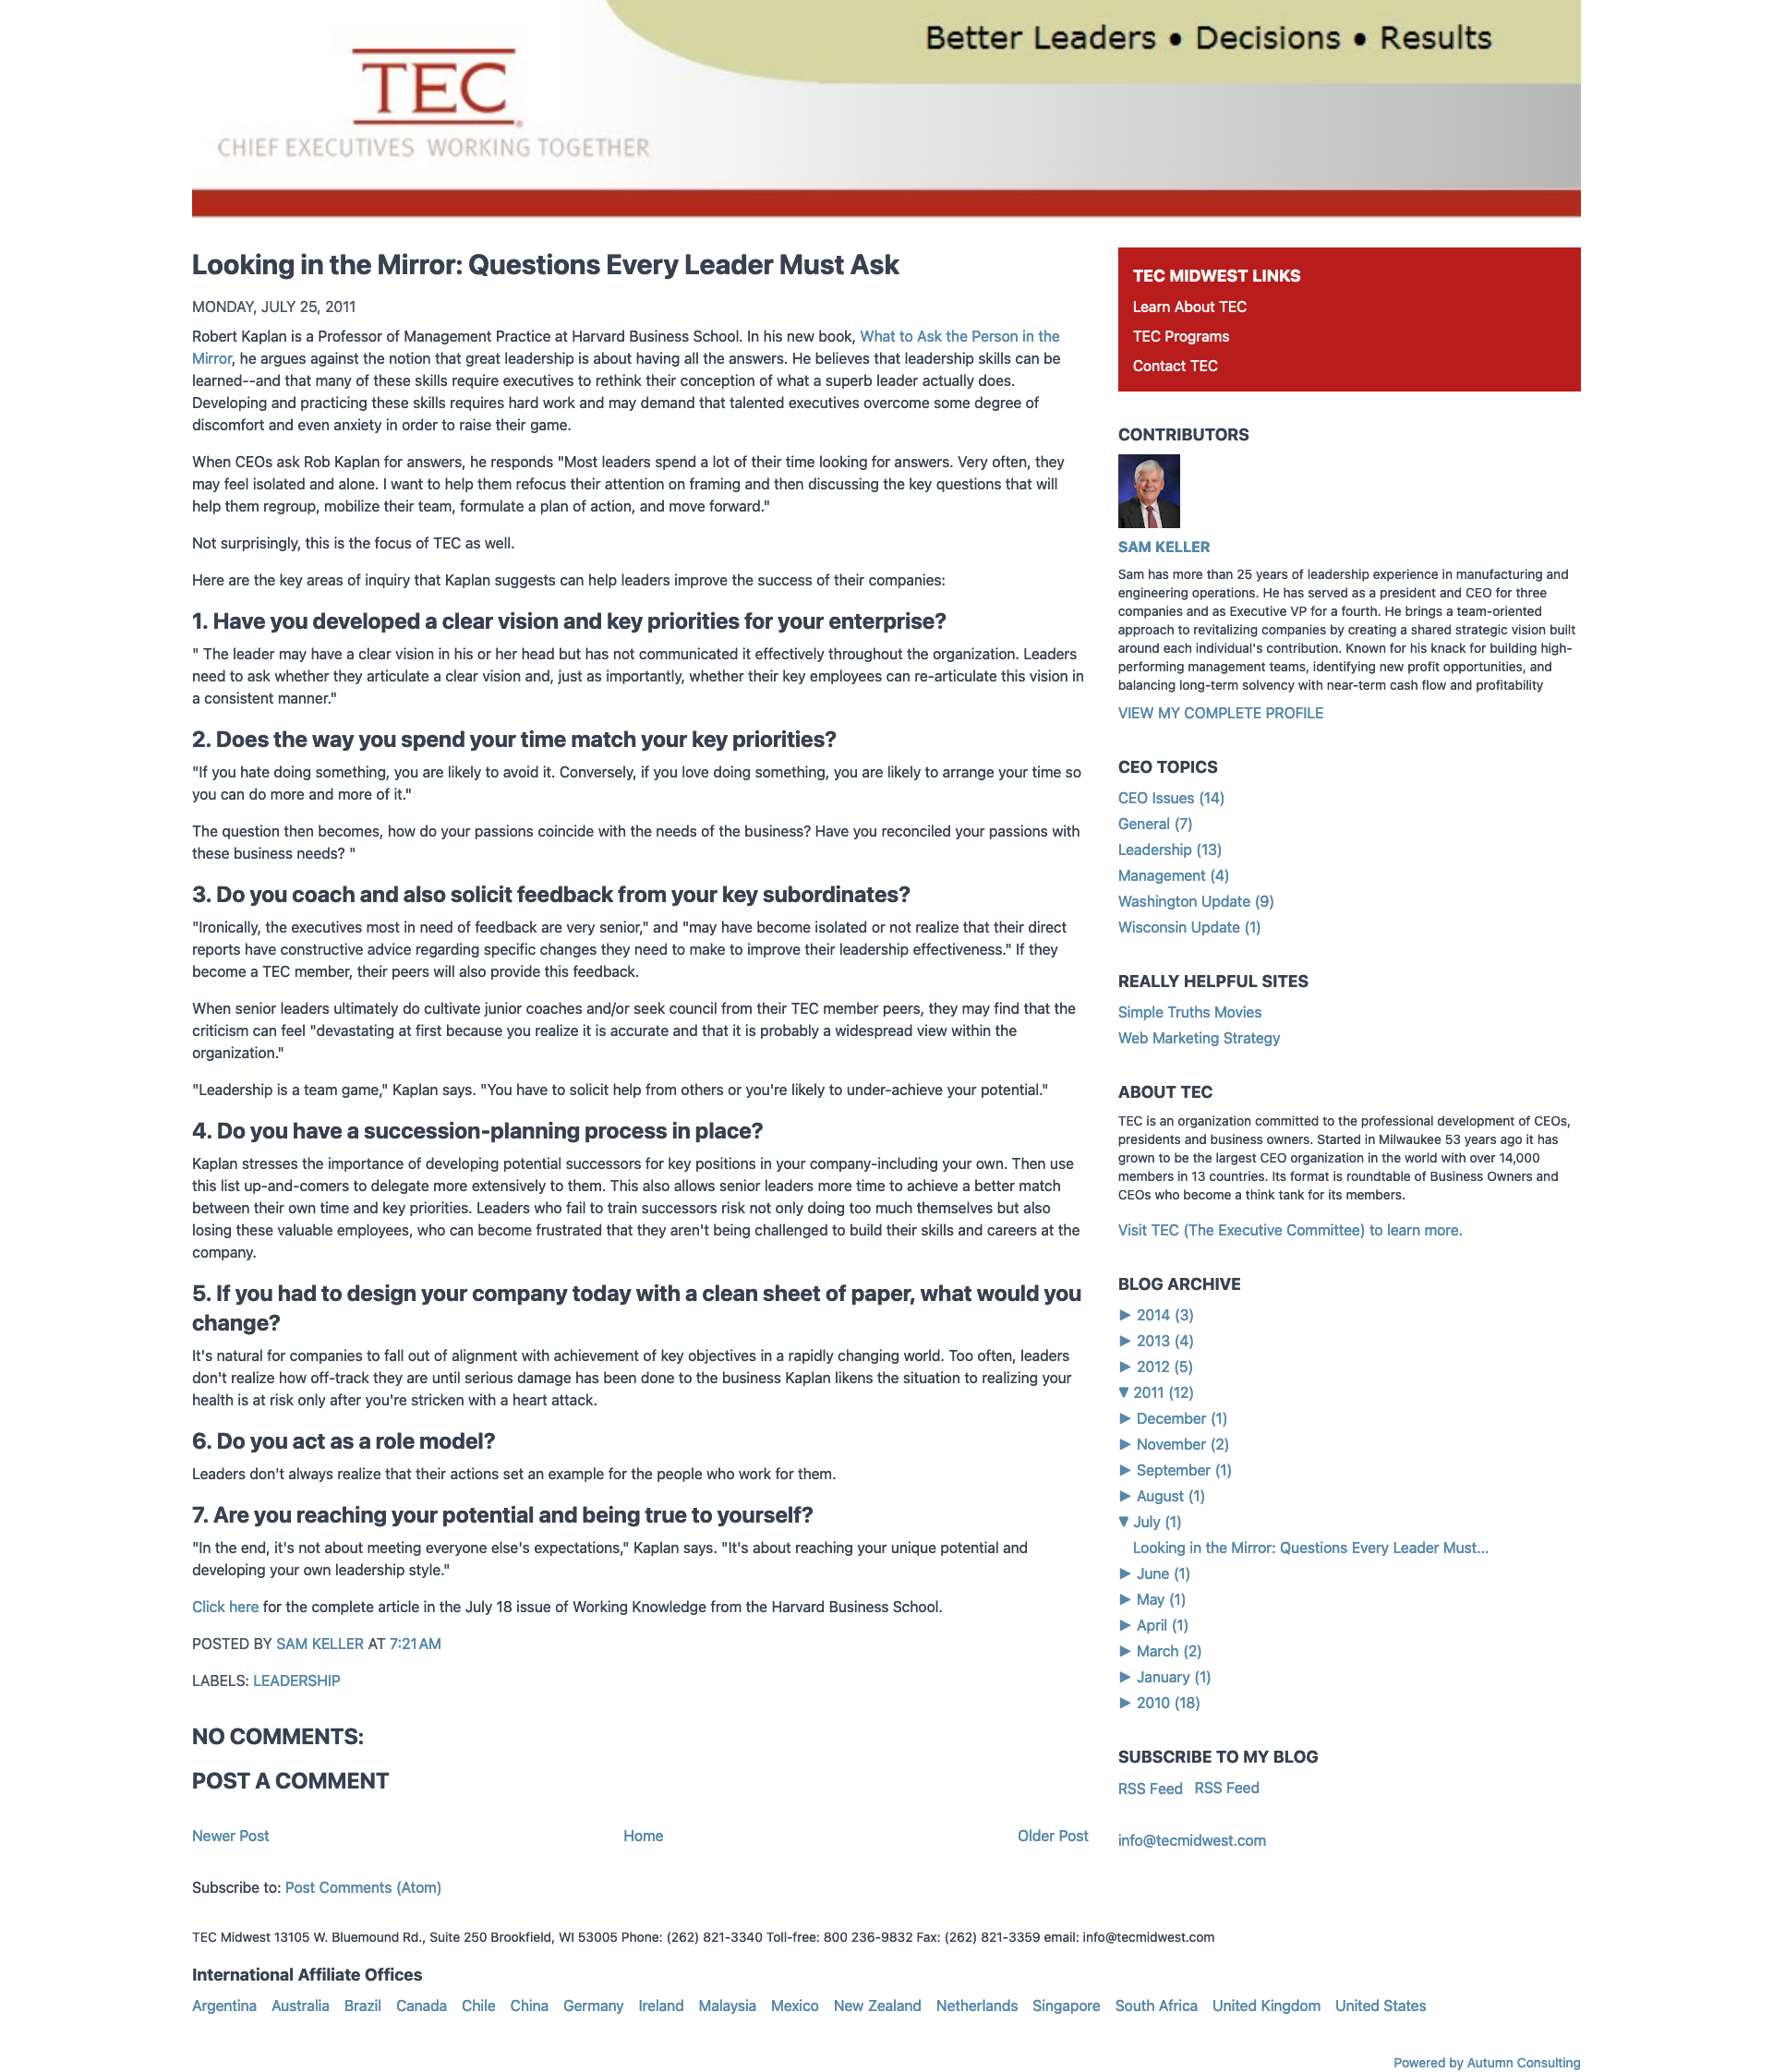 Better Leaders • Decisions • Results
TEC
CHIEF EXECUTIVES WORKING TOGETHER
Looking in the Mirror: Questions Every Leader Must Ask
MONDAY, JULY 25, 2011
Robert Kaplan is a Professor of Management Practice at Harvard Business School. In his new book, What to Ask the Person in the
Mirror, he argues against the notion that great leadership is about having all the answers. He believes that leadership skills can be
learned--and that many of these skills require executives to rethink their conception of what a superb leader actually does.
Developing and practicing these skills requires hard work and may demand that talented executives overcome some degree of
discomfort and even anxiety in order to raise their game.
When CEOs ask Rob Kaplan for answers, he responds "Most leaders spend a lot of their time looking for answers. Very often, they
may feel isolated and alone. I want to help them refocus their attention on framing and then discussing the key questions that will
help them regroup, mobilize their team, formulate a plan of action, and move forward."
Not surprisingly, this is the focus of TEC as well.
Here are the key areas of inquiry that Kaplan suggests can help leaders improve the success of their companies:
1. Have you developed a clear vision and key priorities for your enterprise?
" The leader may have a clear vision in his or her head but has not communicated it effectively throughout the organization. Leaders
need to ask whether they articulate a clear vision and, just as importantly, whether their key employees can re-articulate this vision in
a consistent manner."
2. Does the way you spend your time match your key priorities?
"If you hate doing something, you are likely to avoid it. Conversely, if you love doing something, you are likely to arrange your time so
you can do more and more of it."
The question then becomes, how do your passions coincide with the needs of the business? Have you reconciled your passions with
these business needs? "
3. Do you coach and also solicit feedback from your key subordinates?
"Ironically, the executives most in need of feedback are very senior," and "may have become isolated or not realize that their direct
reports have constructive advice regarding specific changes they need to make to improve their leadership effectiveness." If they
become a TEC member, their peers will also provide this feedback.
When senior leaders ultimately do cultivate junior coaches and/or seek council from their TEC member peers, they may find that the
criticism can feel "devastating at first because you realize it is accurate and that it is probably a widespread view within the
organization."
"Leadership is a team game," Kaplan says. "You have to solicit help from others or you're likely to under-achieve your potential."
4. Do you have a succession-planning process in place?
Kaplan stresses the importance of developing potential successors for key positions in your company-including your own. Then use
this list up-and-comers to delegate more extensively to them. This also allows senior leaders more time to achieve a better match
between their own time and key priorities. Leaders who fail to train successors risk not only doing too much themselves but also
losing these valuable employees, who can become frustrated that they aren't being challenged to build their skills and careers at the
company.
5. If you had to design your company today with a clean sheet of paper, what would you
change?
It's natural for companies to fall out of alignment with achievement of key objectives in a rapidly changing world. Too often, leaders
don't realize how off-track they are until serious damage has been done to the business Kaplan likens the situation to realizing your
health is at risk only after you're stricken with a heart attack.
6. Do you act as a role model?
Leaders don't always realize that their actions set an example for the people who work for them.
7. Are you reaching your potential and being true to yourself?
"In the end, it's not about meeting everyone else's expectations," Kaplan says. "It's about reaching your unique potential and
developing your own leadership style."
Click here for the complete article in the July 18 issue of Working Knowledge from the Harvard Business School.
POSTED BY SAM KELLER AT 7:21 AM
LABELS: LEADERSHIP
NO COMMENTS:
POST A COMMENT
Newer Post Home Older Post
Subscribe to: Post Comments (Atom)
TEC MIDWEST LINKS
Learn About TEC
TEC Programs
Contact TEC
CONTRIBUTORS
SAM KELLER
Sam has more than 25 years of leadership experience in manufacturing and
engineering operations. He has served as a president and CEO for three
companies and as Executive VP for a fourth. He brings a team-oriented
approach to revitalizing companies by creating a shared strategic vision built
around each individual's contribution. Known for his knack for building high-
performing management teams, identifying new profit opportunities, and
balancing long-term solvency with near-term cash flow and profitability
VIEW MY COMPLETE PROFILE
CEO TOPICS
CEO Issues (14)
General (7)
Leadership (13)
Management (4)
Washington Update (9)
Wisconsin Update (1)
REALLY HELPFUL SITES
Simple Truths Movies
Web Marketing Strategy
ABOUT TEC
TEC is an organization committed to the professional development of CEOs,
presidents and business owners. Started in Milwaukee 53 years ago it has
grown to be the largest CEO organization in the world with over 14,000
members in 13 countries. Its format is roundtable of Business Owners and
CEOs who become a think tank for its members.
Visit TEC (The Executive Committee) to learn more.
BLOG ARCHIVE
► 2014 (3)
► 2013 (4)
► 2012 (5)
▼ 2011 (12)
► December (1)
► November (2)
► September (1)
► August (1)
▼ July (1)
Looking in the Mirror: Questions Every Leader Must...
► June (1)
► May (1)
► April (1)
► March (2)
► January (1)
► 2010 (18)
SUBSCRIBE TO MY BLOG
RSS Feed RSS Feed
info@tecmidwest.com
TEC Midwest 13105 W. Bluemound Rd., Suite 250 Brookfield, WI 53005 Phone: (262) 821-3340 Toll-free: 800 236-9832 Fax: (262) 821-3359 email: info@tecmidwest.com
International Affiliate Offices
Argentina Australia Brazil Canada Chile China Germany Ireland Malaysia Mexico New Zealand Netherlands Singapore South Africa United Kingdom United States
Powered by Autumn Consulting